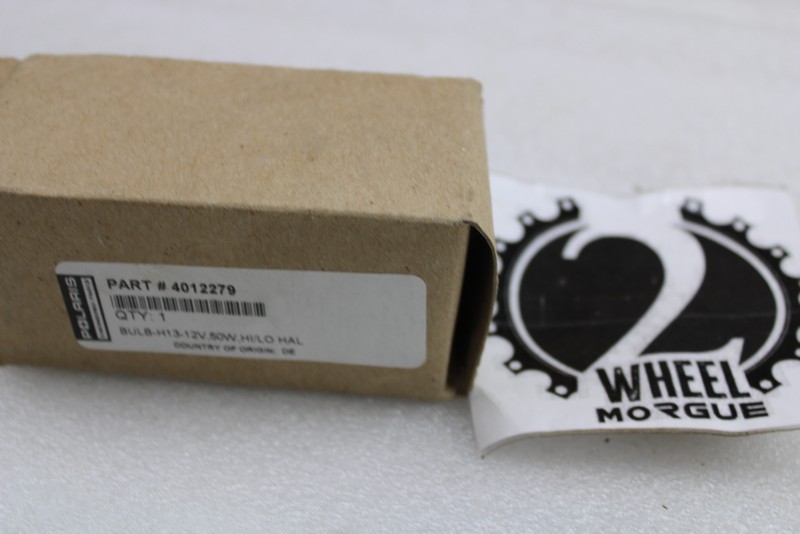 POLARIS
PART # 4012279
QTY: 1
BULB-H13-12V,50W,HI/LO HAL
COUNTRY OF ORIGIN: DE
2
WHEEL
MORGUE